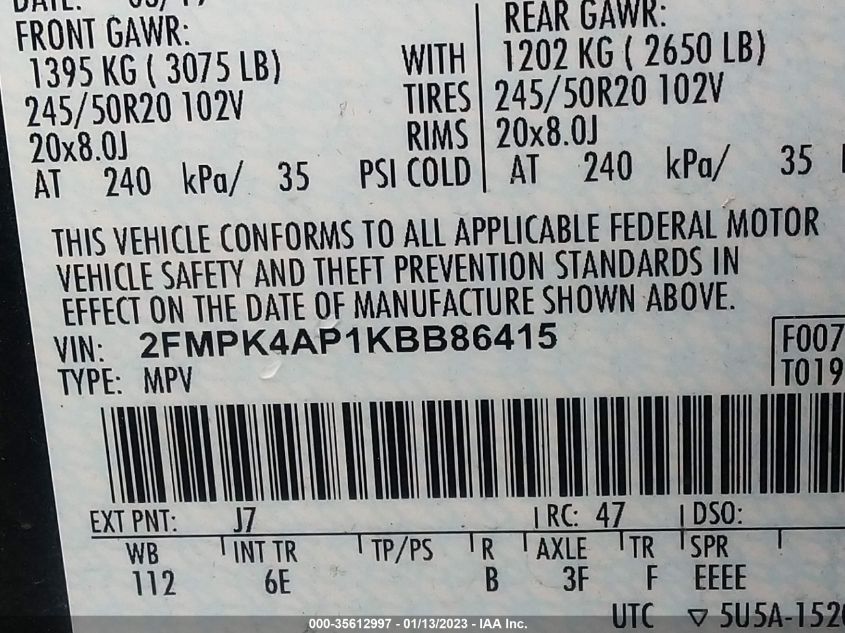 DATE: 05/19
FRONT GAWR: REAR GAWR:
1395 KG ( 3075 LB) WITH 1202 KG ( 2650 LB)
245/50R20 102V TIRES 245/50R20 102V
20x8.0J RIMS 20x8.0J
AT 240 kPa/ 35 PSI COLD AT 240 kPa/ 35
THIS VEHICLE CONFORMS TO ALL APPLICABLE FEDERAL MOTOR
VEHICLE SAFETY AND THEFT PREVENTION STANDARDS IN
EFFECT ON THE DATE OF MANUFACTURE SHOWN ABOVE.
VIN: 2FMPK4AP1KBB86415 F007
TYPE: MPV T019
EXT PNT: J7 RC: 47 DSO:
WB INT TR TP/PS R AXLE TR SPR
112 6E B 3F F EEEE
UTC ▽ 5U5A-1520
000-35612997 - 01/13/2023 - IAA Inc.